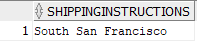 SHIPPINGINSTRUCTIONS
1 South San Francisco